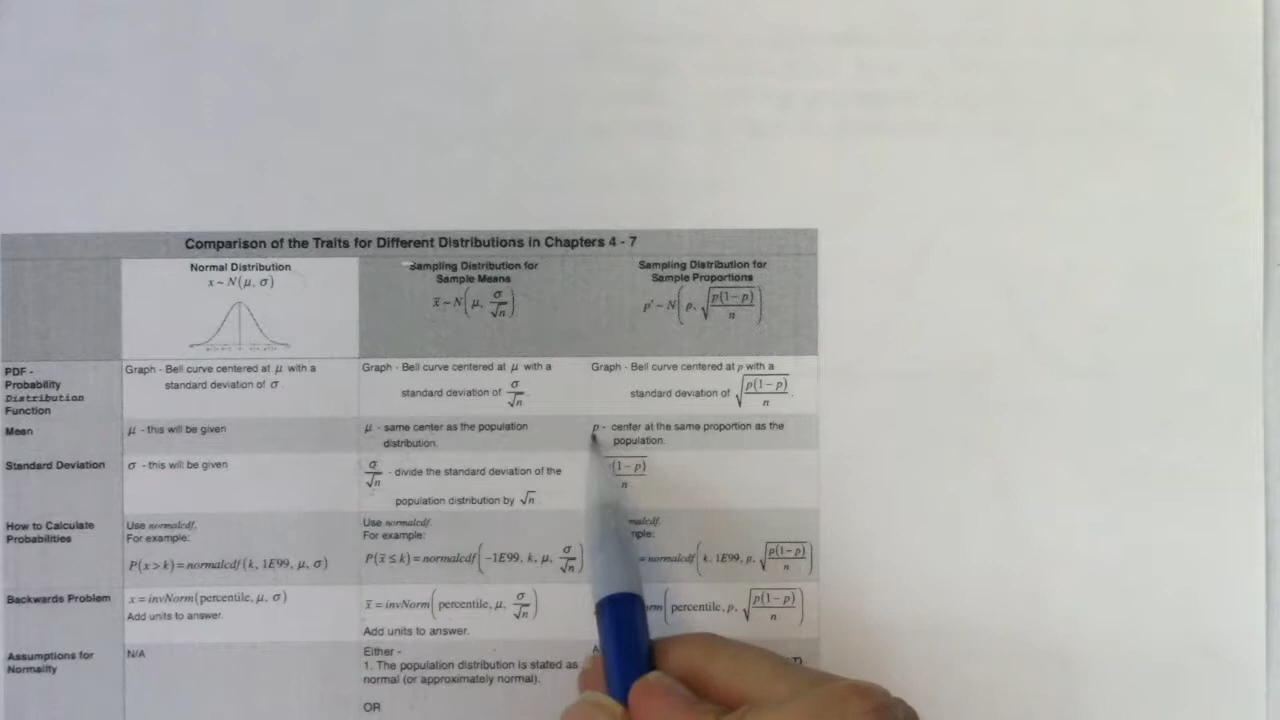 Comparison of the Traits for Different Distributions in Chapters 4 - 7
Normal Distribution
x ~ N(μ, σ)
Sampling Distribution for
Sample Means
x̄ ~ N(μ, σ/√n)
Sampling Distribution for
Sample Proportions
p' ~ N(p, √(p(1−p)/n))
PDF -
Probability
Distribution
Function
Graph - Bell curve centered at μ with a
standard deviation of σ.
Graph - Bell curve centered at μ with a
standard deviation of σ/√n.
Graph - Bell curve centered at p with a
standard deviation of √(p(1−p)/n).
Mean
μ - this will be given
μ - same center as the population
distribution.
p - center at the same proportion as the
population.
Standard Deviation
σ - this will be given
σ/√n - divide the standard deviation of the
population distribution by √n
(1−p)
n
How to Calculate
Probabilities
Use normalcdf.
For example:
P(x > k) = normalcdf(k, 1E99, μ, σ)
Use normalcdf.
For example:
P(x̄ ≤ k) = normalcdf(−1E99, k, μ, σ/√n)
= normalcdf(k, 1E99, p, √(p(1−p)/n))
Backwards Problem
x = invNorm(percentile, μ, σ)
Add units to answer.
x̄ = invNorm(percentile, μ, σ/√n)
Add units to answer.
(percentile, p, √(p(1−p)/n))
Assumptions for
Normality
N/A
Either -
1. The population distribution is stated as
normal (or approximately normal).
OR